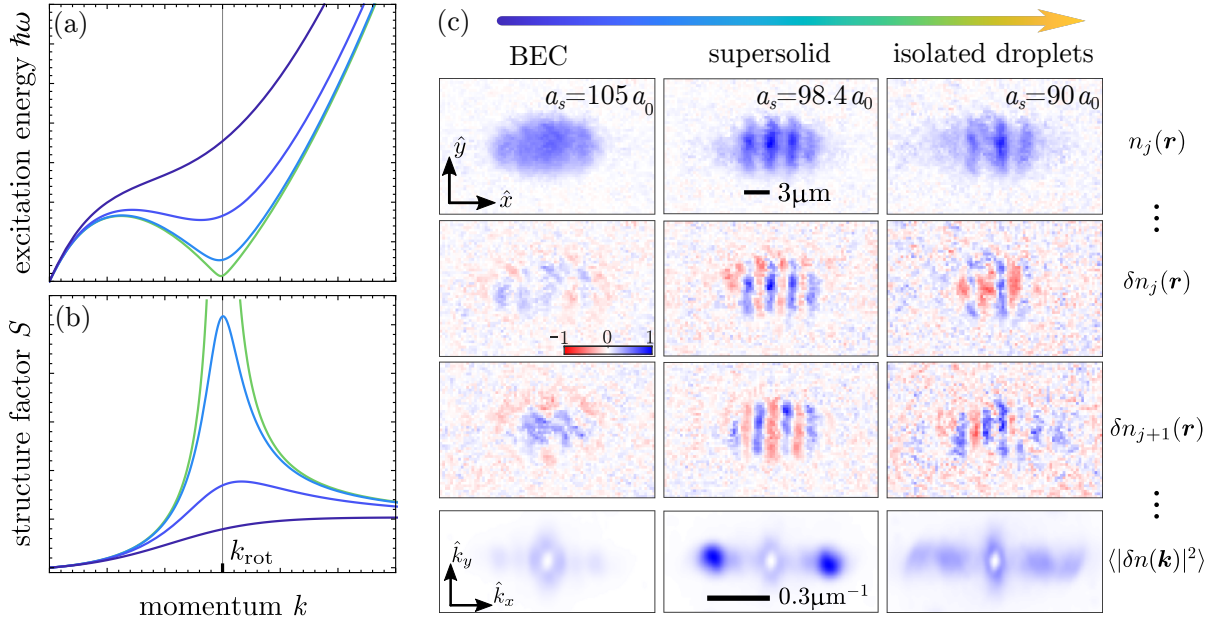 (a)
excitation energy ħω
(b)
structure factor S
k_rot
momentum k
(c)
BEC
supersolid
isolated droplets
a_s=105 a_0
a_s=98.4 a_0
a_s=90 a_0
n_j(r)
ŷ
x̂
3μm
⋮
δn_j(r)
−1 0 1
δn_{j+1}(r)
⋮
k̂_y
k̂_x
0.3μm⁻¹
⟨|δn(k)|²⟩